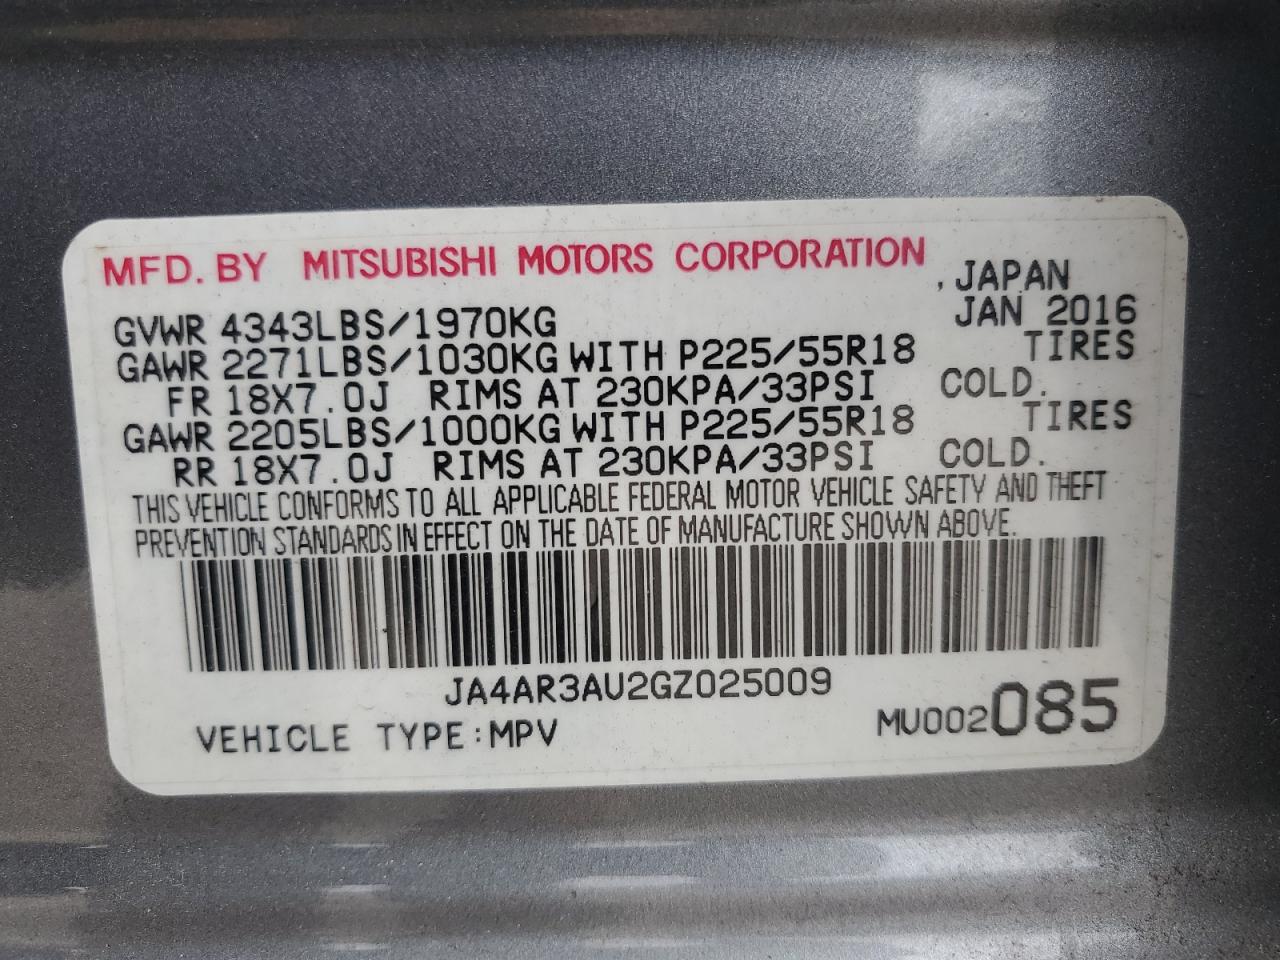 MFD. BY MITSUBISHI MOTORS CORPORATION , JAPAN
GVWR 4343LBS/1970KG JAN 2016
GAWR 2271LBS/1030KG WITH P225/55R18 TIRES
FR 18X7.0J RIMS AT 230KPA/33PSI COLD.
GAWR 2205LBS/1000KG WITH P225/55R18 TIRES
RR 18X7.0J RIMS AT 230KPA/33PSI COLD.
THIS VEHICLE CONFORMS TO ALL APPLICABLE FEDERAL MOTOR VEHICLE SAFETY AND THEFT
PREVENTION STANDARDS IN EFFECT ON THE DATE OF MANUFACTURE SHOWN ABOVE.
JA4AR3AU2GZ025009
VEHICLE TYPE:MPV MU002085